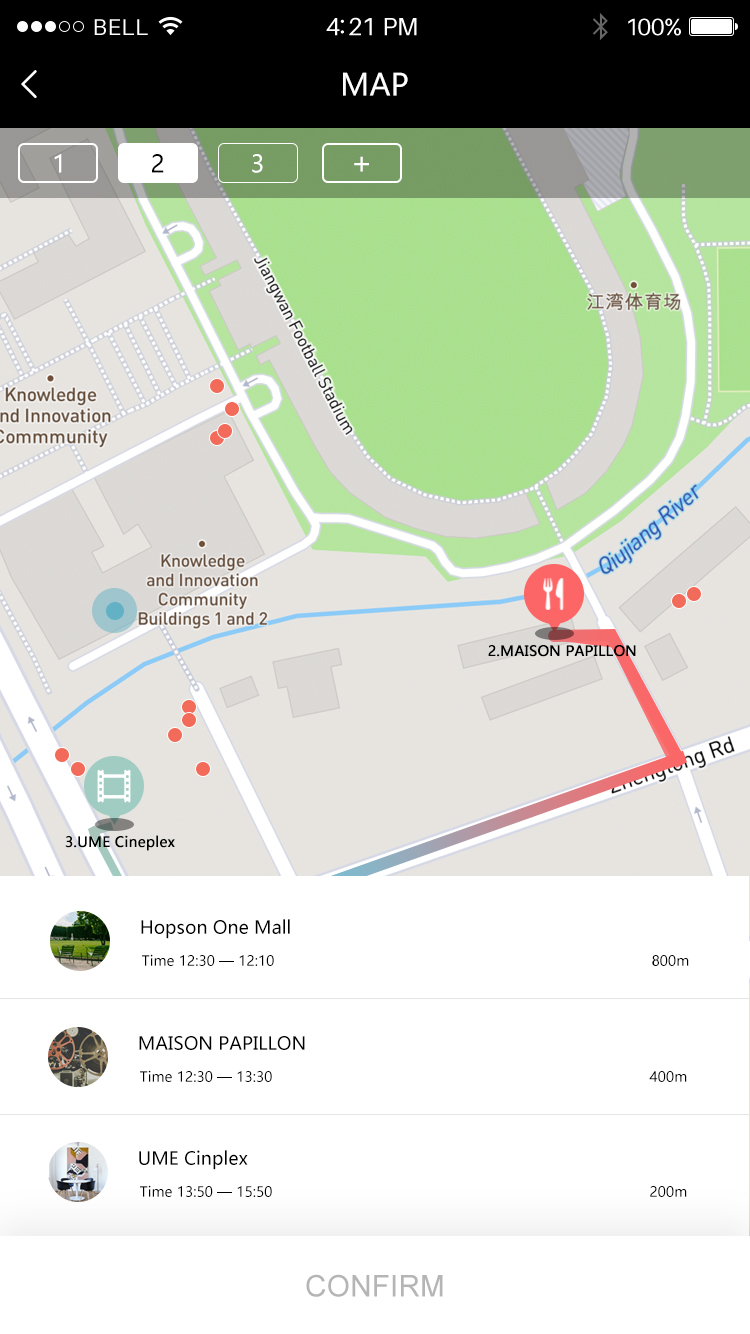 BELL
4:21 PM
100%
MAP
1
2
3
+
Jiangwan Football Stadium
江湾体育场
Knowledge
nd Innovation
Commmunity
Qiujiang River
Knowledge
and Innovation
Community
Buildings 1 and 2
2.MAISON PAPILLON
Zhengtong Rd
3.UME Cineplex
Hopson One Mall
Time 12:30 — 12:10
800m
MAISON PAPILLON
Time 12:30 — 13:30
400m
UME Cinplex
Time 13:50 — 15:50
200m
CONFIRM